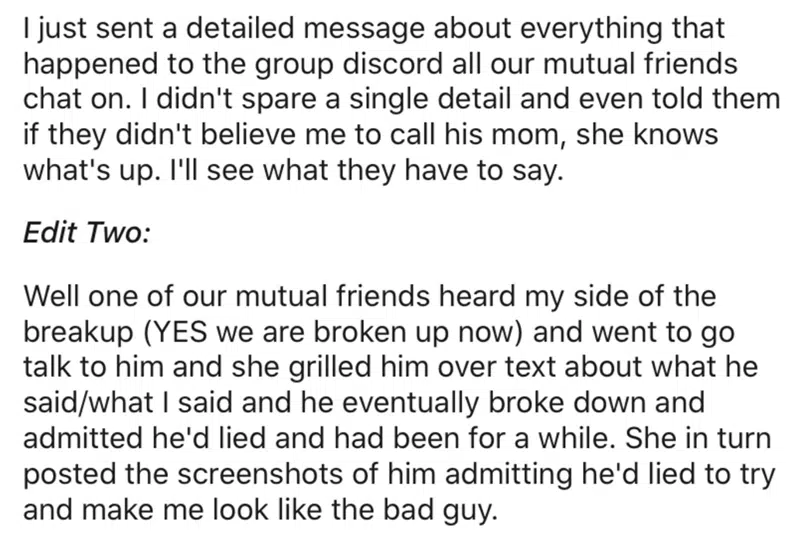 I just sent a detailed message about everything that
happened to the group discord all our mutual friends
chat on. I didn't spare a single detail and even told them
if they didn't believe me to call his mom, she knows
what's up. I'll see what they have to say.
Edit Two:
Well one of our mutual friends heard my side of the
breakup (YES we are broken up now) and went to go
talk to him and she grilled him over text about what he
said/what I said and he eventually broke down and
admitted he'd lied and had been for a while. She in turn
posted the screenshots of him admitting he'd lied to try
and make me look like the bad guy.